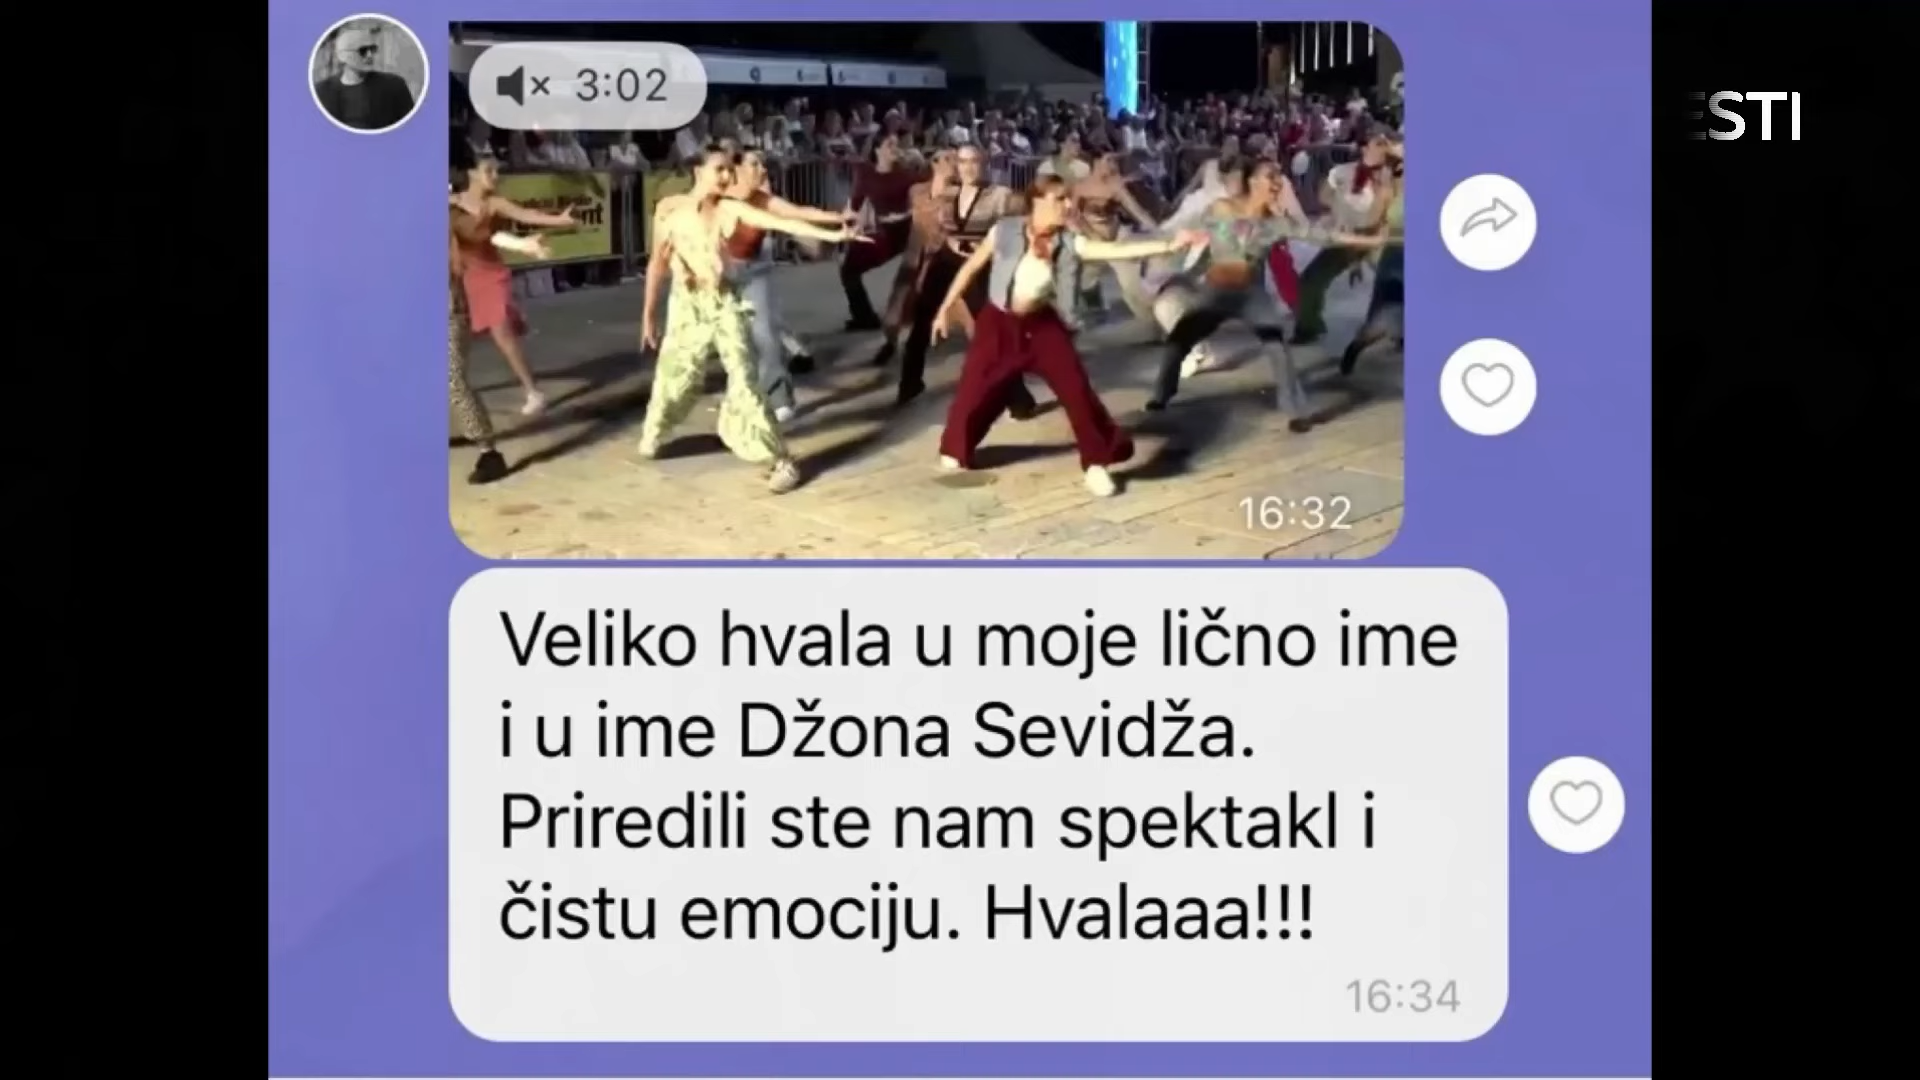 3:02
ESTI
16:32
Veliko hvala u moje lično ime
i u ime Džona Sevidža.
Priredili ste nam spektakl i
čistu emociju. Hvalaaa!!!
16:34